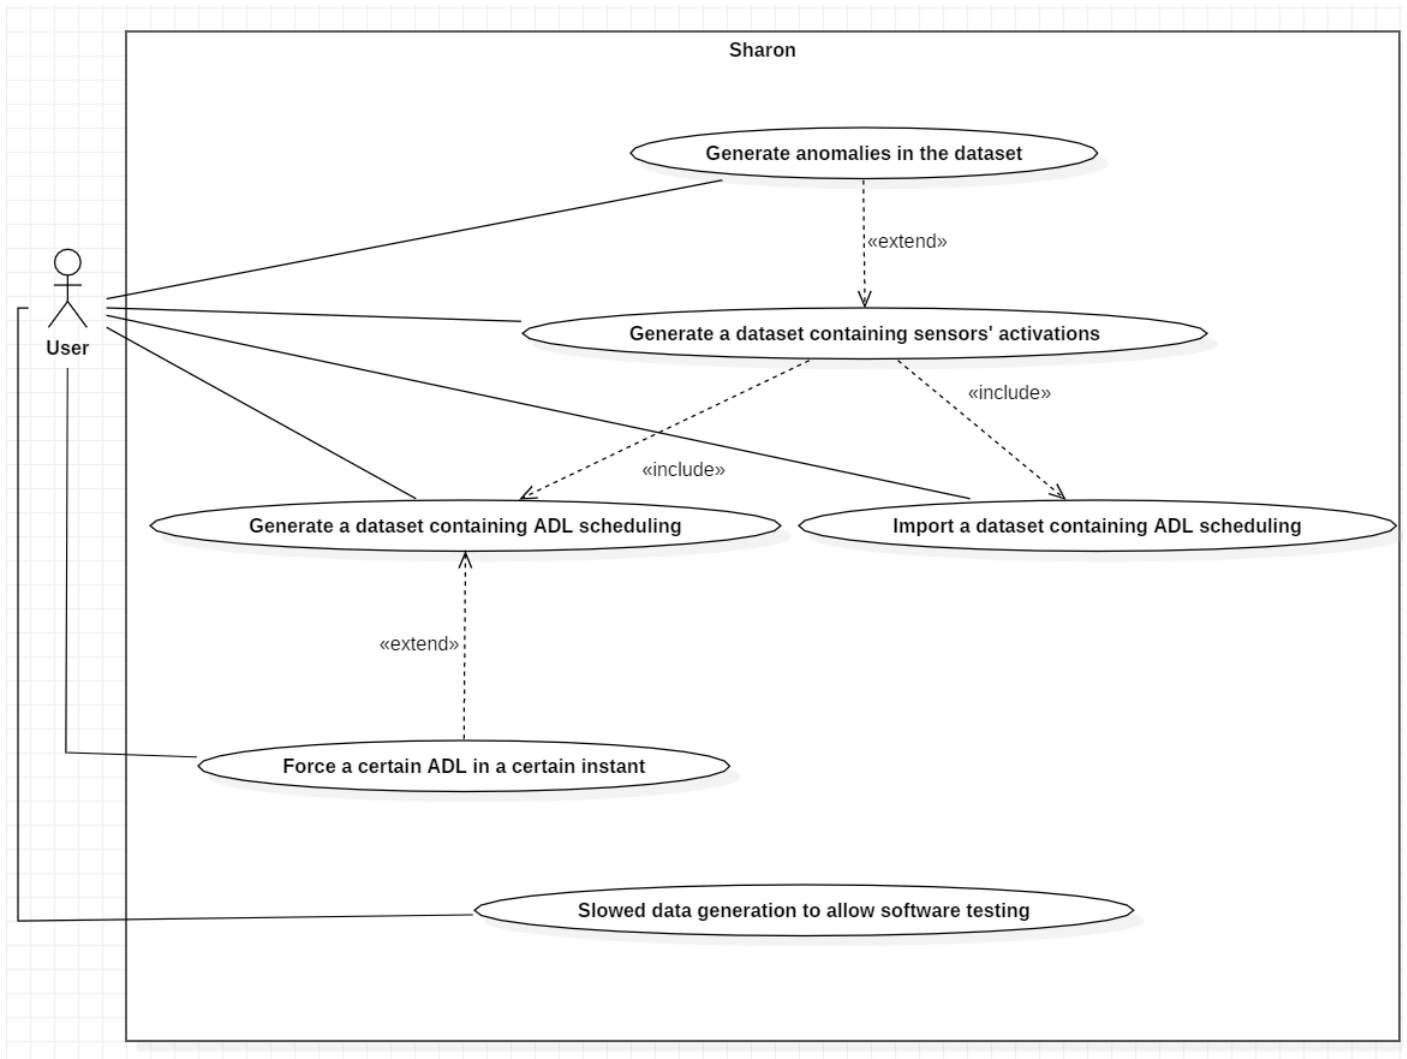 Sharon
Generate anomalies in the dataset
«extend»
User
Generate a dataset containing sensors' activations
«include»
«include»
Generate a dataset containing ADL scheduling
Import a dataset containing ADL scheduling
«extend»
Force a certain ADL in a certain instant
Slowed data generation to allow software testing